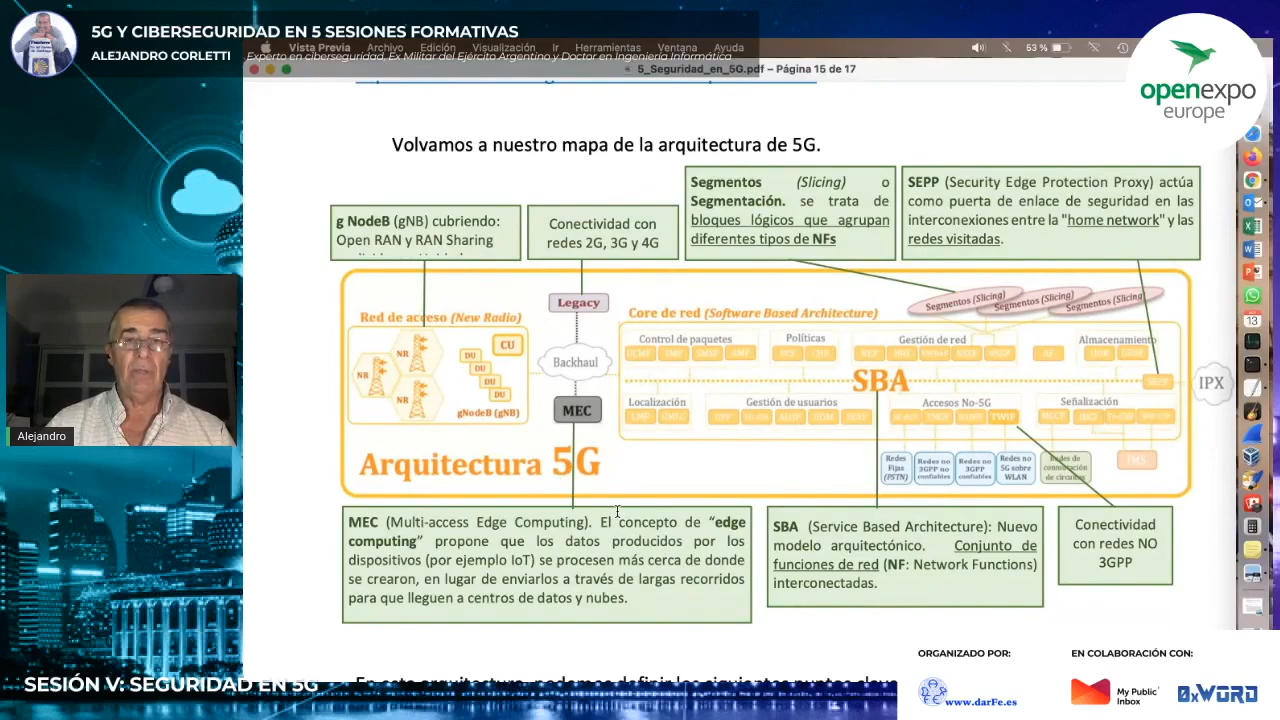 5G Y CIBERSEGURIDAD EN 5 SESIONES FORMATIVAS
ALEJANDRO CORLETTI Experto en ciberseguridad, Ex Militar del Ejército Argentino y Doctor en Ingeniería Informática
Vista Previa Archivo Edición Visualización Ir Herramientas Ventana Ayuda
53 %
5_Seguridad_en_5G.pdf – Página 15 de 17
openexpo
europe
Volvamos a nuestro mapa de la arquitectura de 5G.
g NodeB (gNB) cubriendo:
Open RAN y RAN Sharing
Conectividad con
redes 2G, 3G y 4G
Segmentos (Slicing) o
Segmentación. se trata de
bloques lógicos que agrupan
diferentes tipos de NFs
SEPP (Security Edge Protection Proxy) actúa
como puerta de enlace de seguridad en las
interconexiones entre la "home network" y las
redes visitadas.
Red de acceso (New Radio)
NR
NR
NR
CU
DU
DU
DU
DU
gNodeB (gNB)
Legacy
Backhaul
MEC
Core de red (Software Based Architecture)
Segmentos (Slicing)
Segmentos (Slicing)
Segmentos (Slicing)
Control de paquetes
Políticas
Gestión de red
Almacenamiento
SBA
IPX
Localización
Gestión de usuarios
Accesos No-5G
Señalización
TWIF
Redes
Fijas
(PSTN)
Redes no
3GPP no
confiables
Redes no
3GPP
confiables
Redes no
5G sobre
WLAN
Redes de
conmutación
de circuitos
IMS
Arquitectura 5G
MEC (Multi-access Edge Computing). El concepto de “edge
computing” propone que los datos producidos por los
dispositivos (por ejemplo IoT) se procesen más cerca de donde
se crearon, en lugar de enviarlos a través de largas recorridos
para que lleguen a centros de datos y nubes.
SBA (Service Based Architecture): Nuevo
modelo arquitectónico. Conjunto de
funciones de red (NF: Network Functions)
interconectadas.
Conectividad
con redes NO
3GPP
Alejandro
13
SESIÓN V: SEGURIDAD EN 5G
ORGANIZADO POR:
www.darFe.es
EN COLABORACIÓN CON:
My Public
Inbox
0xWORD